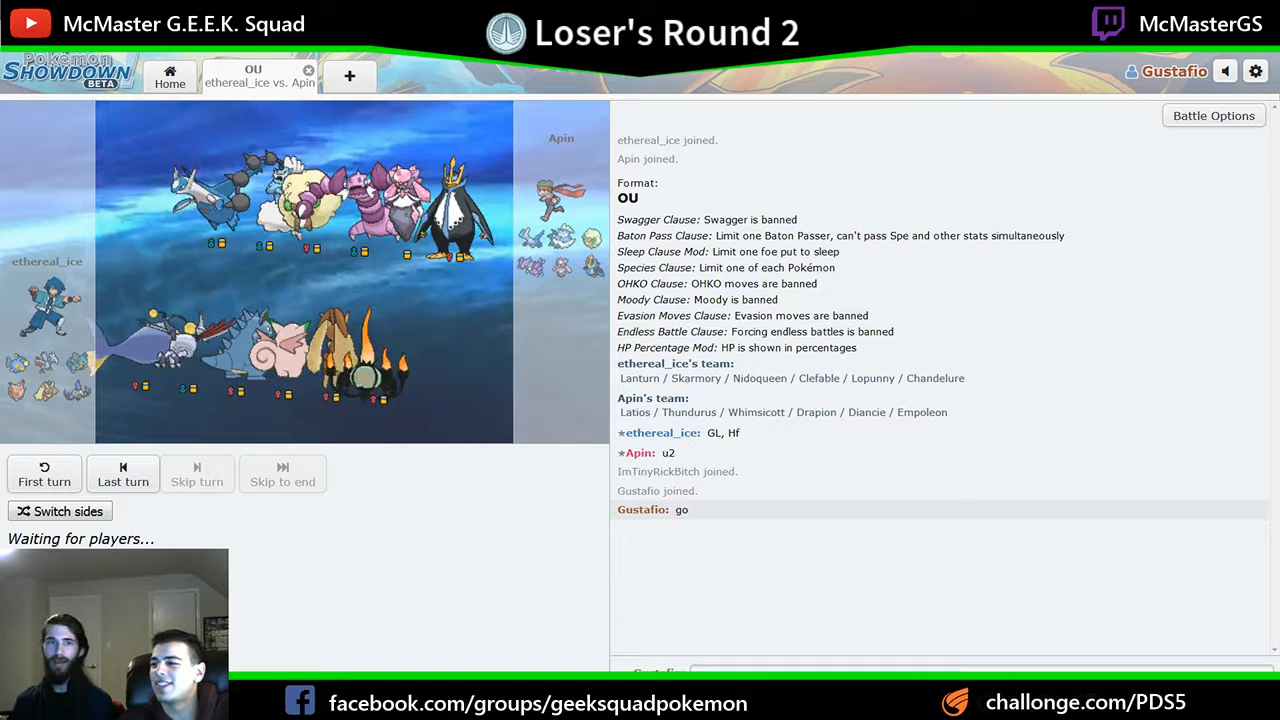 McMaster G.E.E.K. Squad
Loser's Round 2
McMasterGS
Pokémon
SHOWDOWN
BETA
Home
OU
ethereal_ice vs. Apin
+
Gustafio
Battle Options
Apin
ethereal_ice
ethereal_ice joined.
Apin joined.
Format:
OU
Swagger Clause: Swagger is banned
Baton Pass Clause: Limit one Baton Passer, can't pass Spe and other stats simultaneously
Sleep Clause Mod: Limit one foe put to sleep
Species Clause: Limit one of each Pokémon
OHKO Clause: OHKO moves are banned
Moody Clause: Moody is banned
Evasion Moves Clause: Evasion moves are banned
Endless Battle Clause: Forcing endless battles is banned
HP Percentage Mod: HP is shown in percentages
ethereal_ice's team:
Lanturn / Skarmory / Nidoqueen / Clefable / Lopunny / Chandelure
Apin's team:
Latios / Thundurus / Whimsicott / Drapion / Diancie / Empoleon
★ethereal_ice: GL, Hf
★Apin: u2
ImTinyRickBitch joined.
Gustafio joined.
Gustafio: go
First turn
Last turn
Skip turn
Skip to end
Switch sides
Waiting for players...
facebook.com/groups/geeksquadpokemon
challonge.com/PDS5